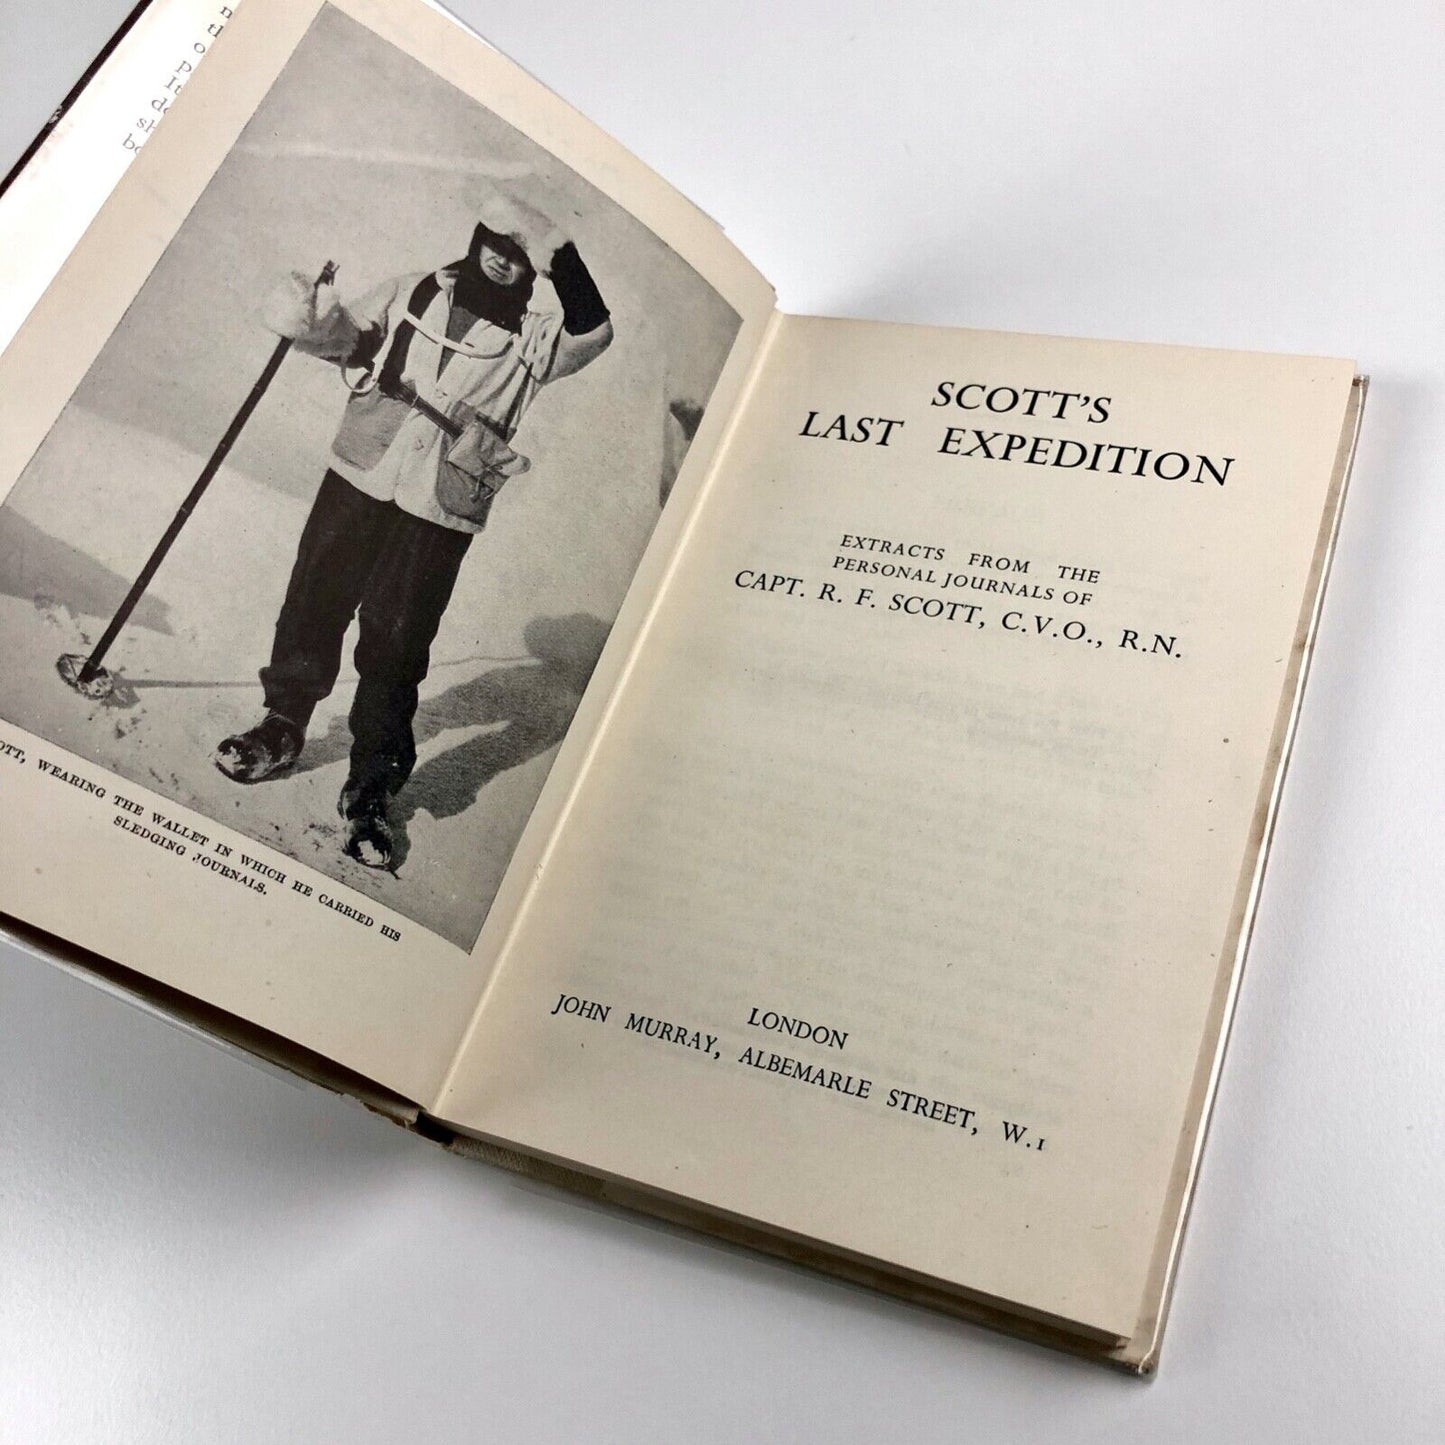 WEARING THE WALLET IN WHICH HE CARRIED HIS
SLEDGING JOURNALS.
SCOTT'S
LAST EXPEDITION
EXTRACTS FROM THE
PERSONAL JOURNALS OF
CAPT. R. F. SCOTT, C.V.O., R.N.
LONDON
JOHN MURRAY, ALBEMARLE STREET, W.1